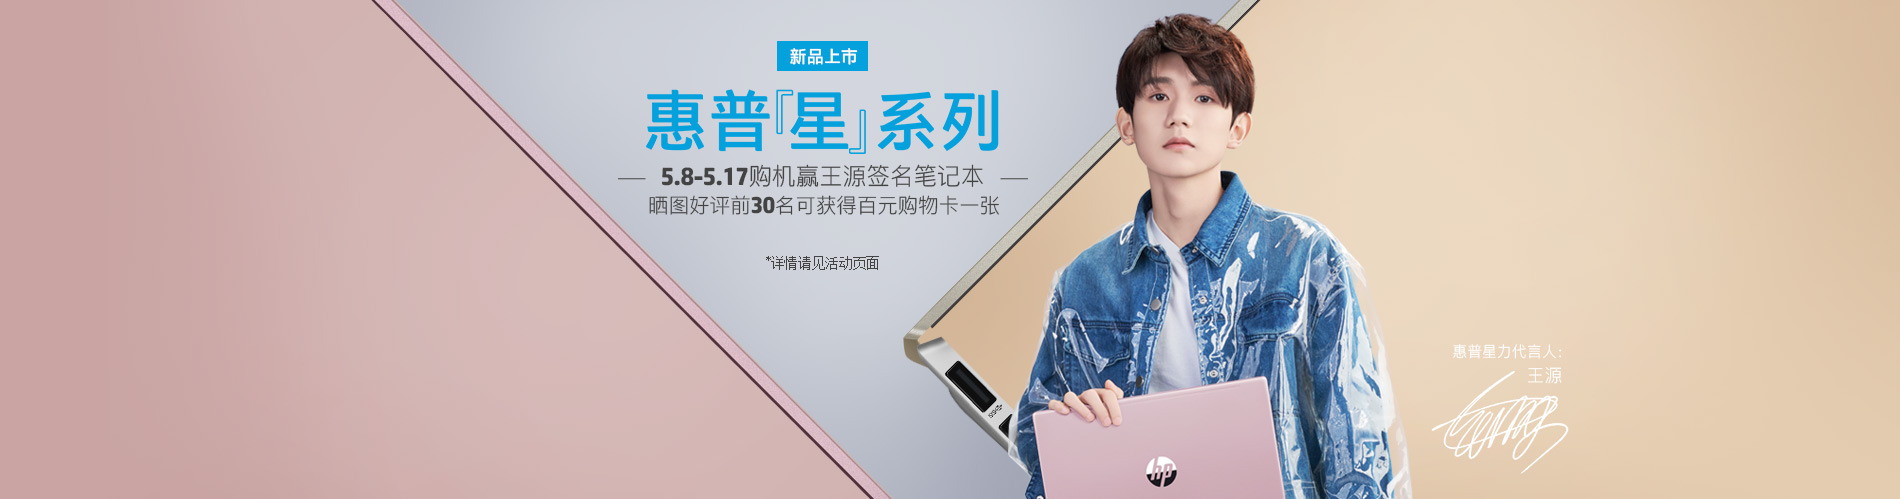 新品上市
惠普『星』系列
5.8-5.17购机赢王源签名笔记本
晒图好评前30名可获得百元购物卡一张
*详情请见活动页面
惠普星力代言人:
王源
hp